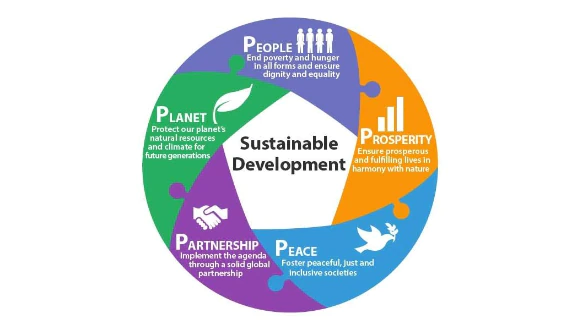 PEOPLE
End poverty and hunger
in all forms and ensure
dignity and equality
PROSPERITY
Ensure prosperous
and fulfilling lives in
harmony with nature
PEACE
Foster peaceful, just and
inclusive societies
PARTNERSHIP
Implement the agenda
through a solid global
partnership
PLANET
Protect our planet's
natural resources
and climate for
future generations
Sustainable
Development